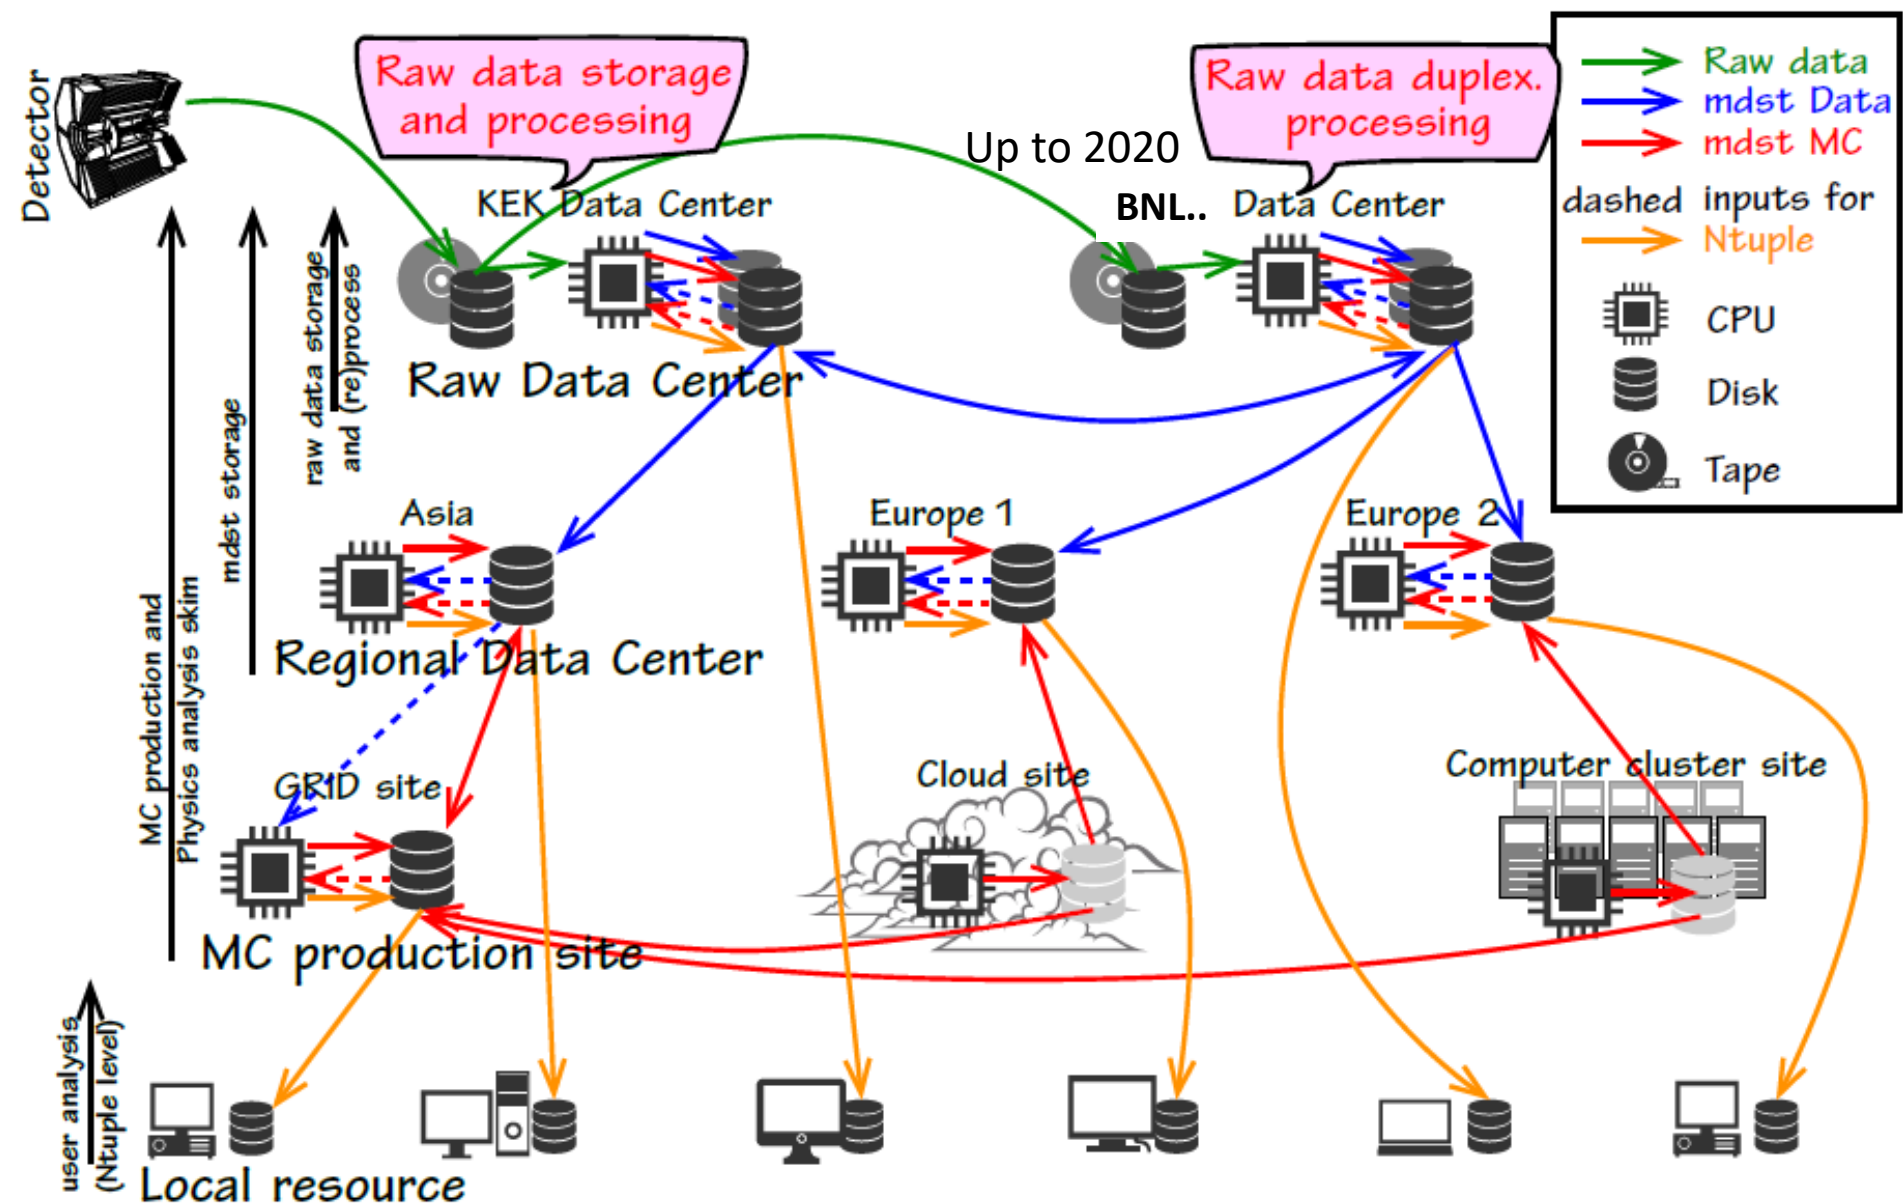 Detector
Raw data storage
and processing
Up to 2020
Raw data duplex.
processing
Raw data
mdst Data
mdst MC
dashed inputs for
Ntuple
CPU
Disk
Tape
KEK Data Center
BNL.. Data Center
Raw Data Center
raw data storage
and (re)process
mdst storage
MC production and
Physics analysis skim
Asia
Europe 1
Europe 2
Regional Data Center
GRID site
Cloud site
Computer cluster site
MC production site
user analysis
(Ntuple level)
Local resource